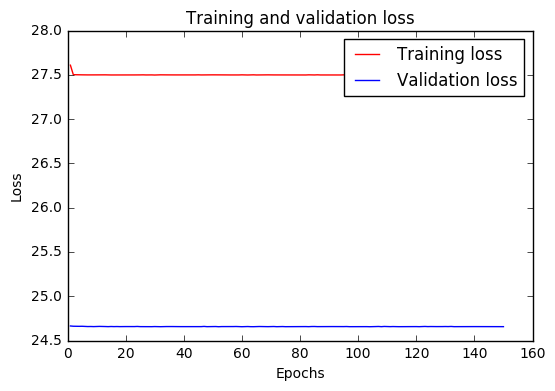 Training and validation loss
28.0
27.5
27.0
26.5
26.0
25.5
25.0
24.5
Loss
Training loss
Validation loss
0 20 40 60 80 100 120 140 160
Epochs